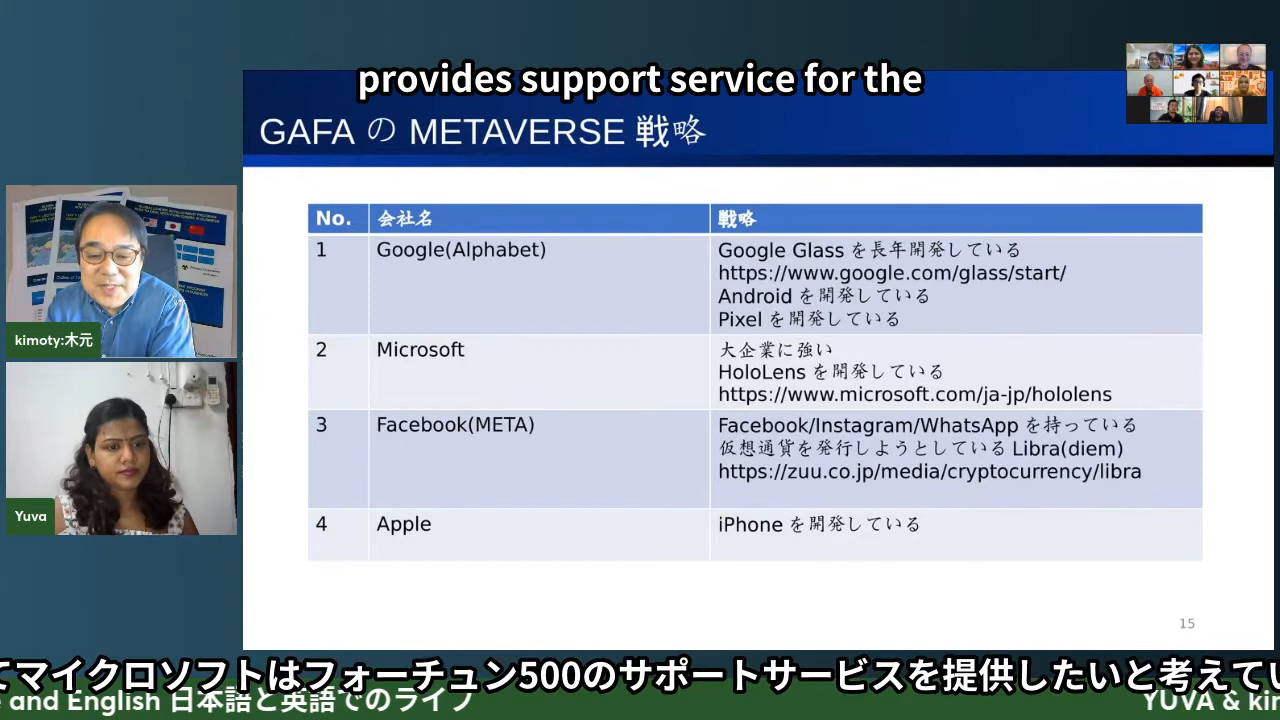 provides support service for the
GAFA の METAVERSE 戦略
No. 会社名 戦略
1 Google(Alphabet) Google Glass を長年開発している
https://www.google.com/glass/start/
Android を開発している
Pixel を開発している
2 Microsoft 大企業に強い
HoloLens を開発している
https://www.microsoft.com/ja-jp/hololens
3 Facebook(META) Facebook/Instagram/WhatsApp を持っている
仮想通貨を発行しようとしている Libra(diem)
https://zuu.co.jp/media/cryptocurrency/libra
4 Apple iPhone を開発している
15
kimoty:木元
Yuva
てマイクロソフトはフォーチュン500のサポートサービスを提供したいと考えてい
e and English 日本語と英語でのライブ
YUVA & kim